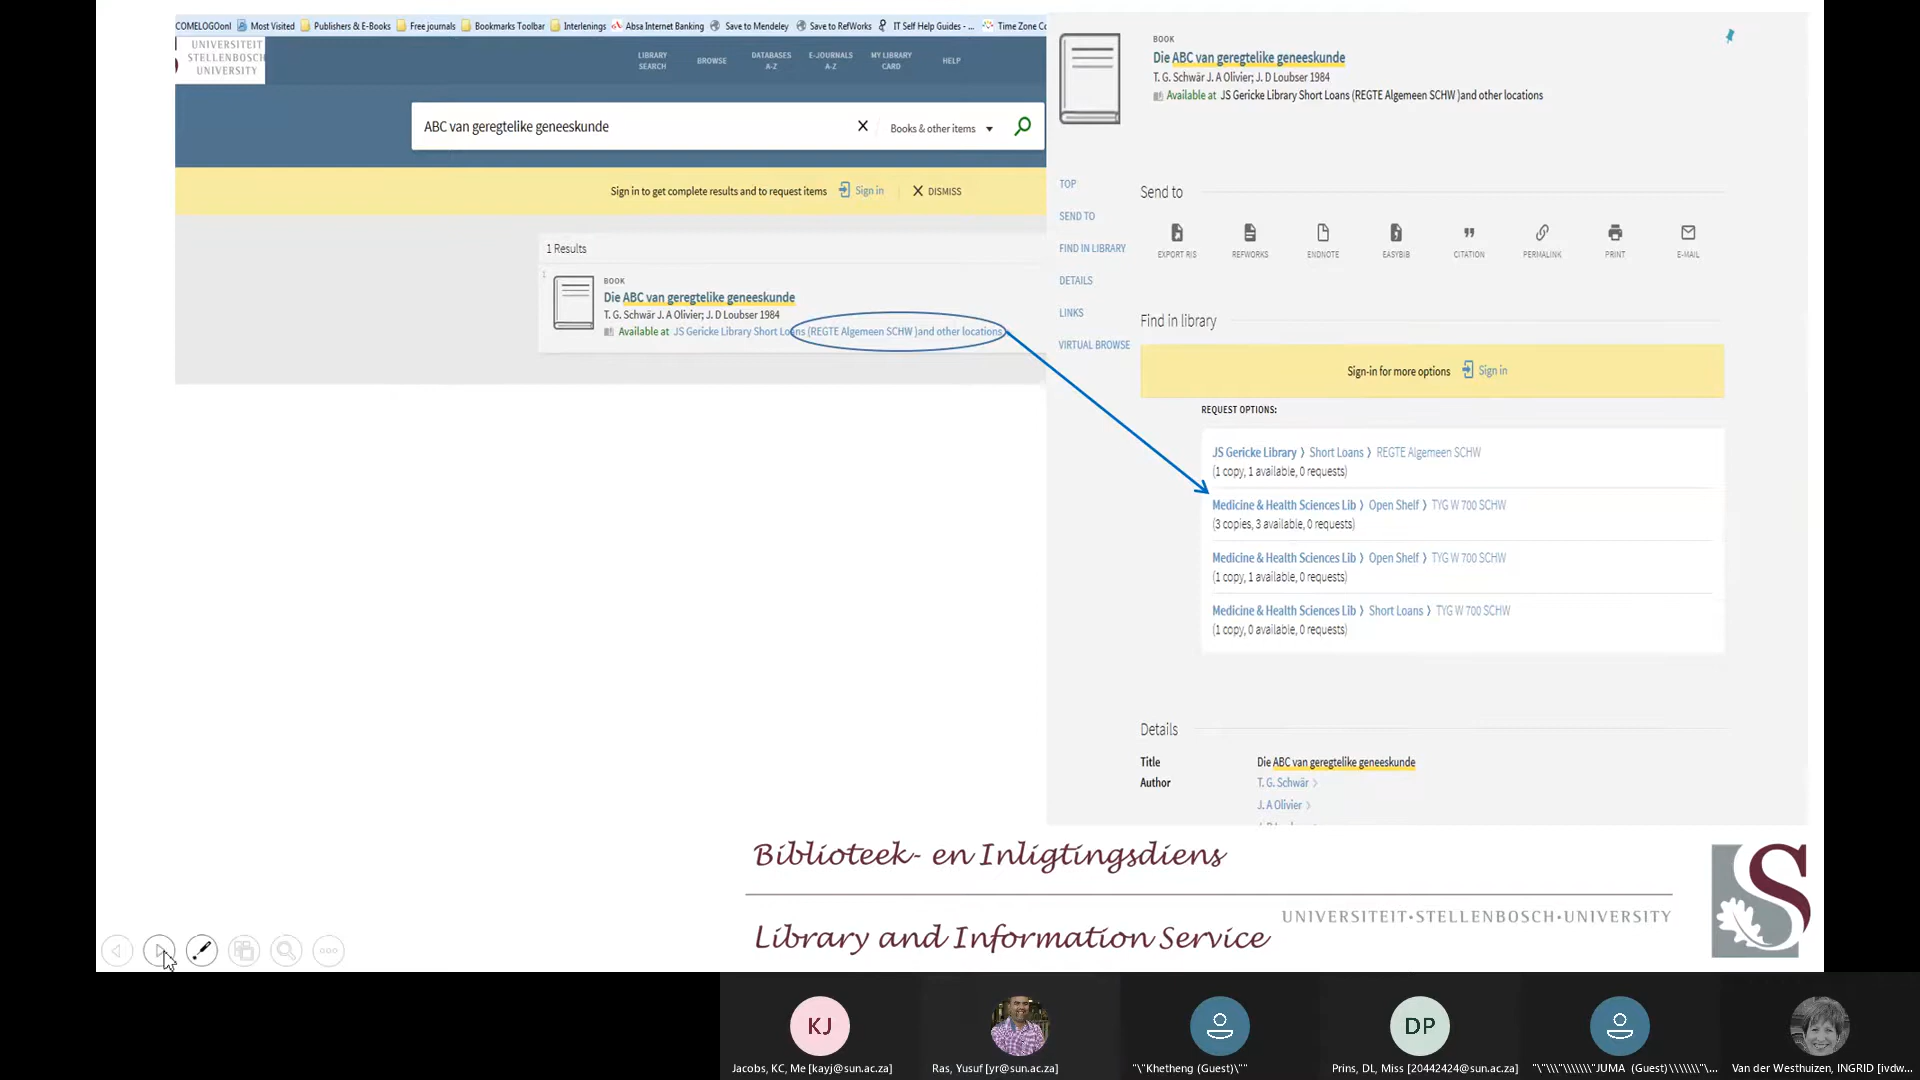 COMELOGOonl Most Visited Publishers & E-Books Free journals Bookmarks Toolbar Interlenings Absa Internet Banking Save to Mendeley Save to RefWorks IT Self Help Guides - ... Time Zone Co
UNIVERSITEIT
STELLENBOSCH
UNIVERSITY
LIBRARY SEARCH
BROWSE
DATABASES A-Z
E-JOURNALS A-Z
MY LIBRARY CARD
HELP
ABC van geregtelike geneeskunde
Books & other items
Sign in to get complete results and to request items Sign in DISMISS
1 Results
1
BOOK
Die ABC van geregtelike geneeskunde
T. G. Schwär J. A Olivier; J. D Loubser 1984
Available at JS Gericke Library Short Loans (REGTE Algemeen SCHW )and other locations
BOOK
Die ABC van geregtelike geneeskunde
T. G. Schwär J. A Olivier; J. D Loubser 1984
Available at JS Gericke Library Short Loans (REGTE Algemeen SCHW )and other locations
TOP
SEND TO
FIND IN LIBRARY
DETAILS
LINKS
VIRTUAL BROWSE
Send to
EXPORT RIS REFWORKS ENDNOTE EASYBIB CITATION PERMALINK PRINT E-MAIL
Find in library
Sign-in for more options Sign in
REQUEST OPTIONS:
JS Gericke Library Short Loans REGTE Algemeen SCHW
(1 copy, 1 available, 0 requests)
Medicine & Health Sciences Lib Open Shelf TYG W 700 SCHW
(3 copies, 3 available, 0 requests)
Medicine & Health Sciences Lib Open Shelf TYG W 700 SCHW
(1 copy, 1 available, 0 requests)
Medicine & Health Sciences Lib Short Loans TYG W 700 SCHW
(1 copy, 0 available, 0 requests)
Details
Title Die ABC van geregtelike geneeskunde
Author T. G. Schwär
J. A Olivier
Biblioteek- en Inligtingsdiens
UNIVERSITEIT•STELLENBOSCH•UNIVERSITY
Library and Information Service
KJ
DP
Jacobs, KC, Me [kayj@sun.ac.za]
Ras, Yusuf [yr@sun.ac.za]
"\"Khetheng (Guest)\""
Prins, DL, Miss [20442424@sun.ac.za]
"\"\\"\\\\\\\"JUMA (Guest)\\\\\\\"\...
Van der Westhuizen, INGRID [ivdw...